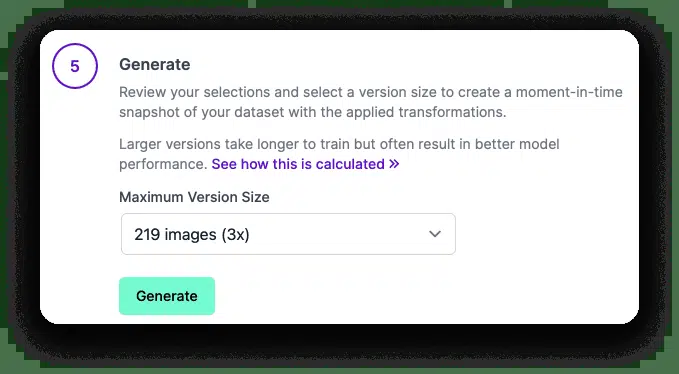 5
Generate
Review your selections and select a version size to create a moment-in-time
snapshot of your dataset with the applied transformations.
Larger versions take longer to train but often result in better model
performance. See how this is calculated »
Maximum Version Size
219 images (3x)
Generate